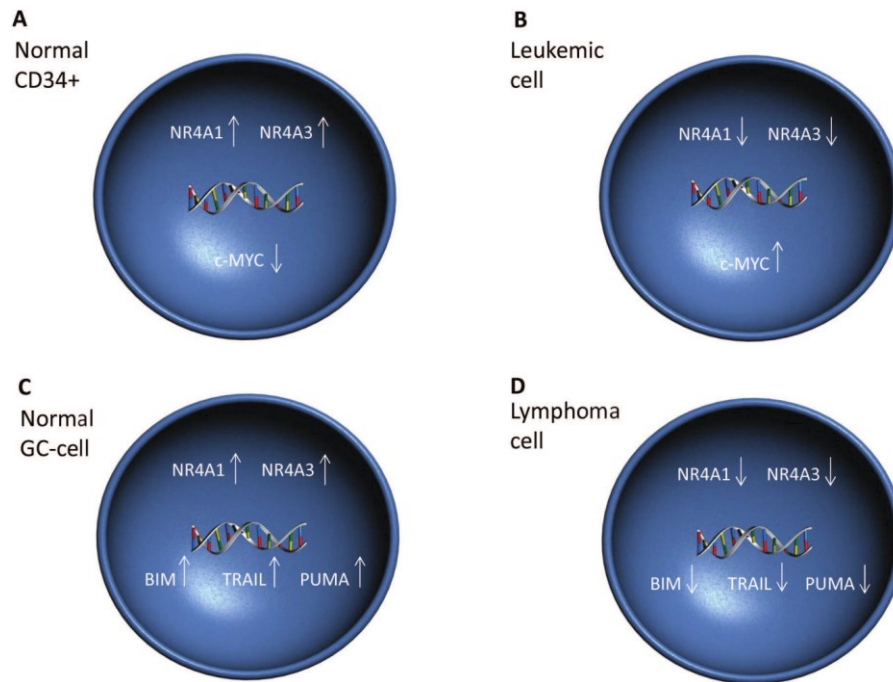 A
Normal
CD34+
NR4A1↑ NR4A3↑
c-MYC↓
B
Leukemic
cell
NR4A1↓ NR4A3↓
c-MYC↑
C
Normal
GC-cell
NR4A1↑ NR4A3↑
BIM↑ TRAIL↑ PUMA↑
D
Lymphoma
cell
NR4A1↓ NR4A3↓
BIM↓ TRAIL↓ PUMA↓